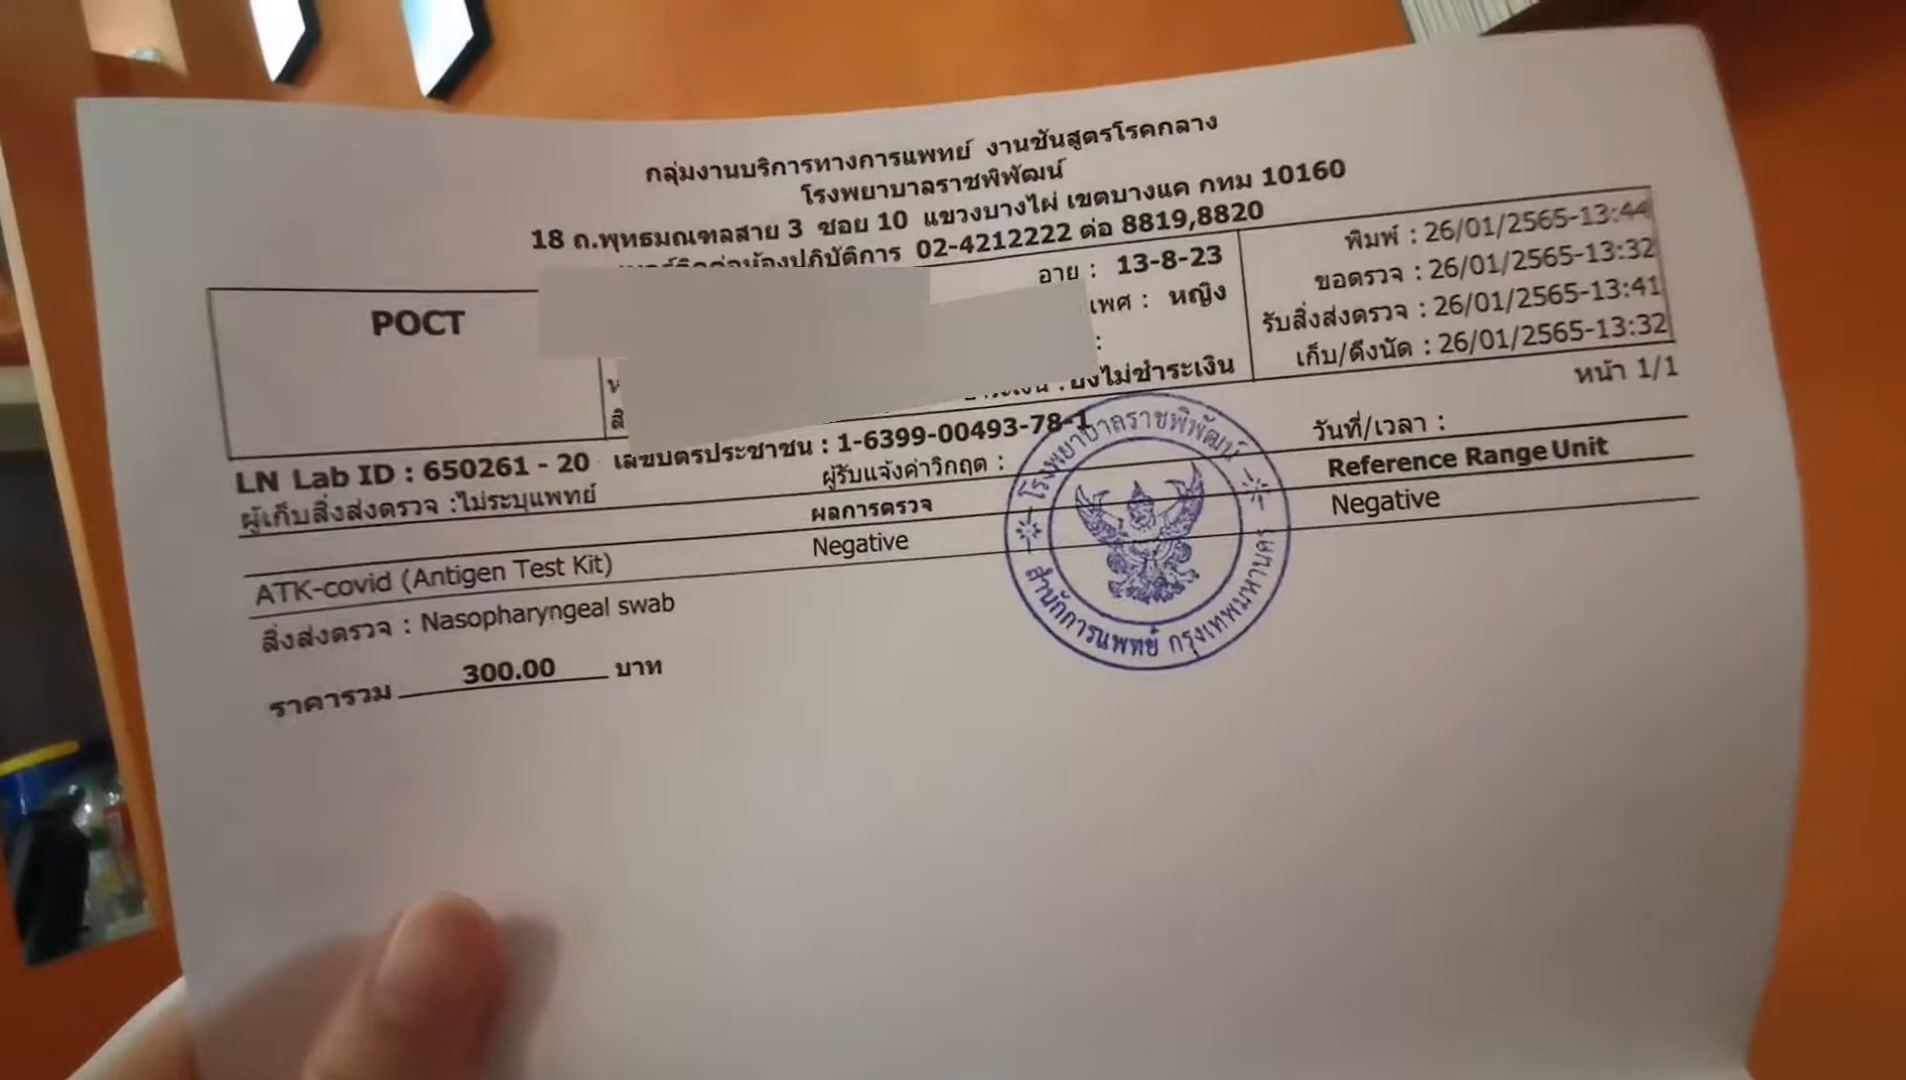 กลุ่มงานบริการทางการแพทย์ งานชันสูตรโรคกลาง
โรงพยาบาลราชพิพัฒน์
18 ถ.พุทธมณฑลสาย 3 ซอย 10 แขวงบางไผ่ เขตบางแค กทม 10160
ห้องปฏิบัติการ 02-4212222 ต่อ 8819,8820
POCT
อายุ : 13-8-23
เพศ : หญิง
:
ยังไม่ชำระเงิน
พิมพ์ : 26/01/2565-13:44
ขอตรวจ : 26/01/2565-13:32
รับสิ่งส่งตรวจ : 26/01/2565-13:41
เก็บ/ดึงนัด : 26/01/2565-13:32
หน้า 1/1
LN Lab ID : 650261 - 20 เลขบตรประชาชน : 1-6399-00493-78-1
วันที่/เวลา :
ผู้เก็บสิ่งส่งตรวจ :ไม่ระบุแพทย์ ผู้รับแจ้งค่าวิกฤต :
ผลการตรวจ Reference Range Unit
ATK-covid (Antigen Test Kit) Negative Negative
สิ่งส่งตรวจ : Nasopharyngeal swab
ราคารวม 300.00 บาท
โรงพยาบาลราชพิพัฒน์
สำนักการแพทย์ กรุงเทพมหานคร